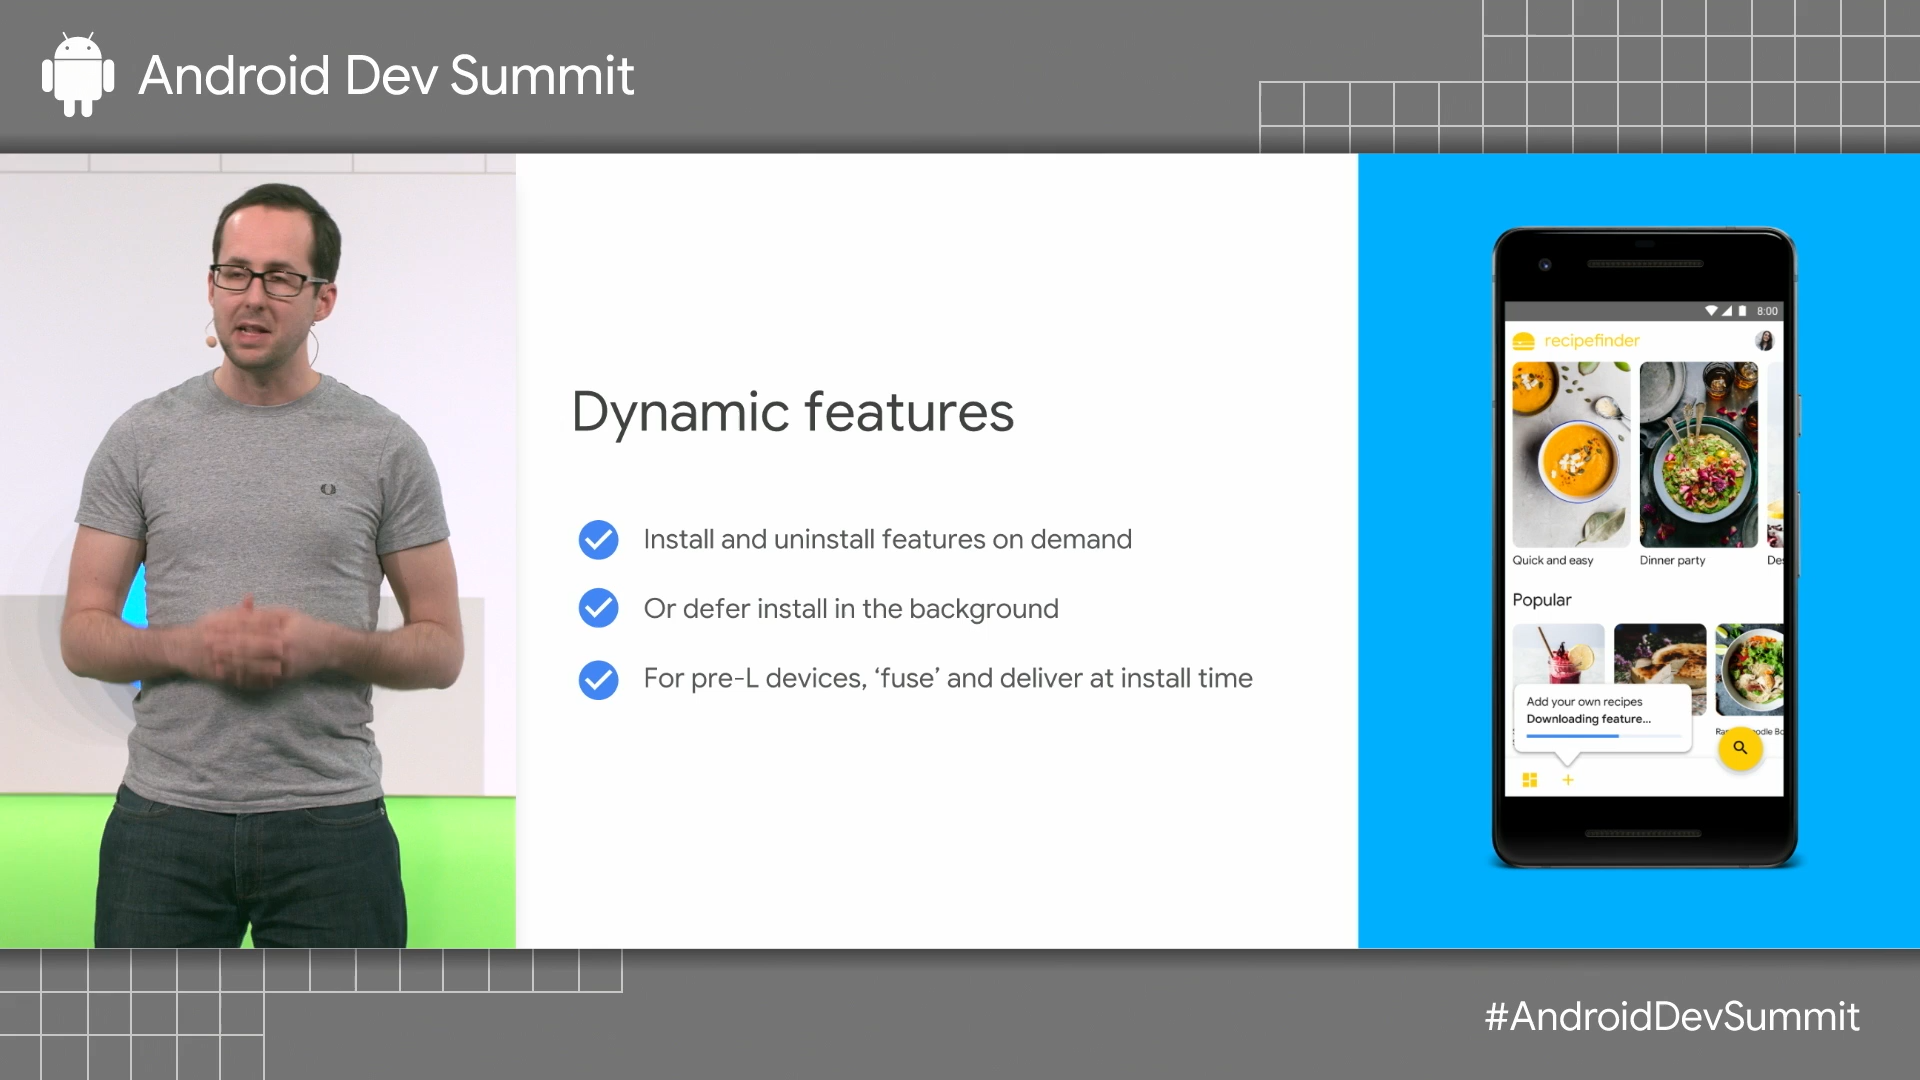 Android Dev Summit
Dynamic features
Install and uninstall features on demand
Or defer install in the background
For pre-L devices, ‘fuse’ and deliver at install time
8:00
recipefinder
Quick and easy
Dinner party
Popular
Add your own recipes
Downloading feature...
#AndroidDevSummit